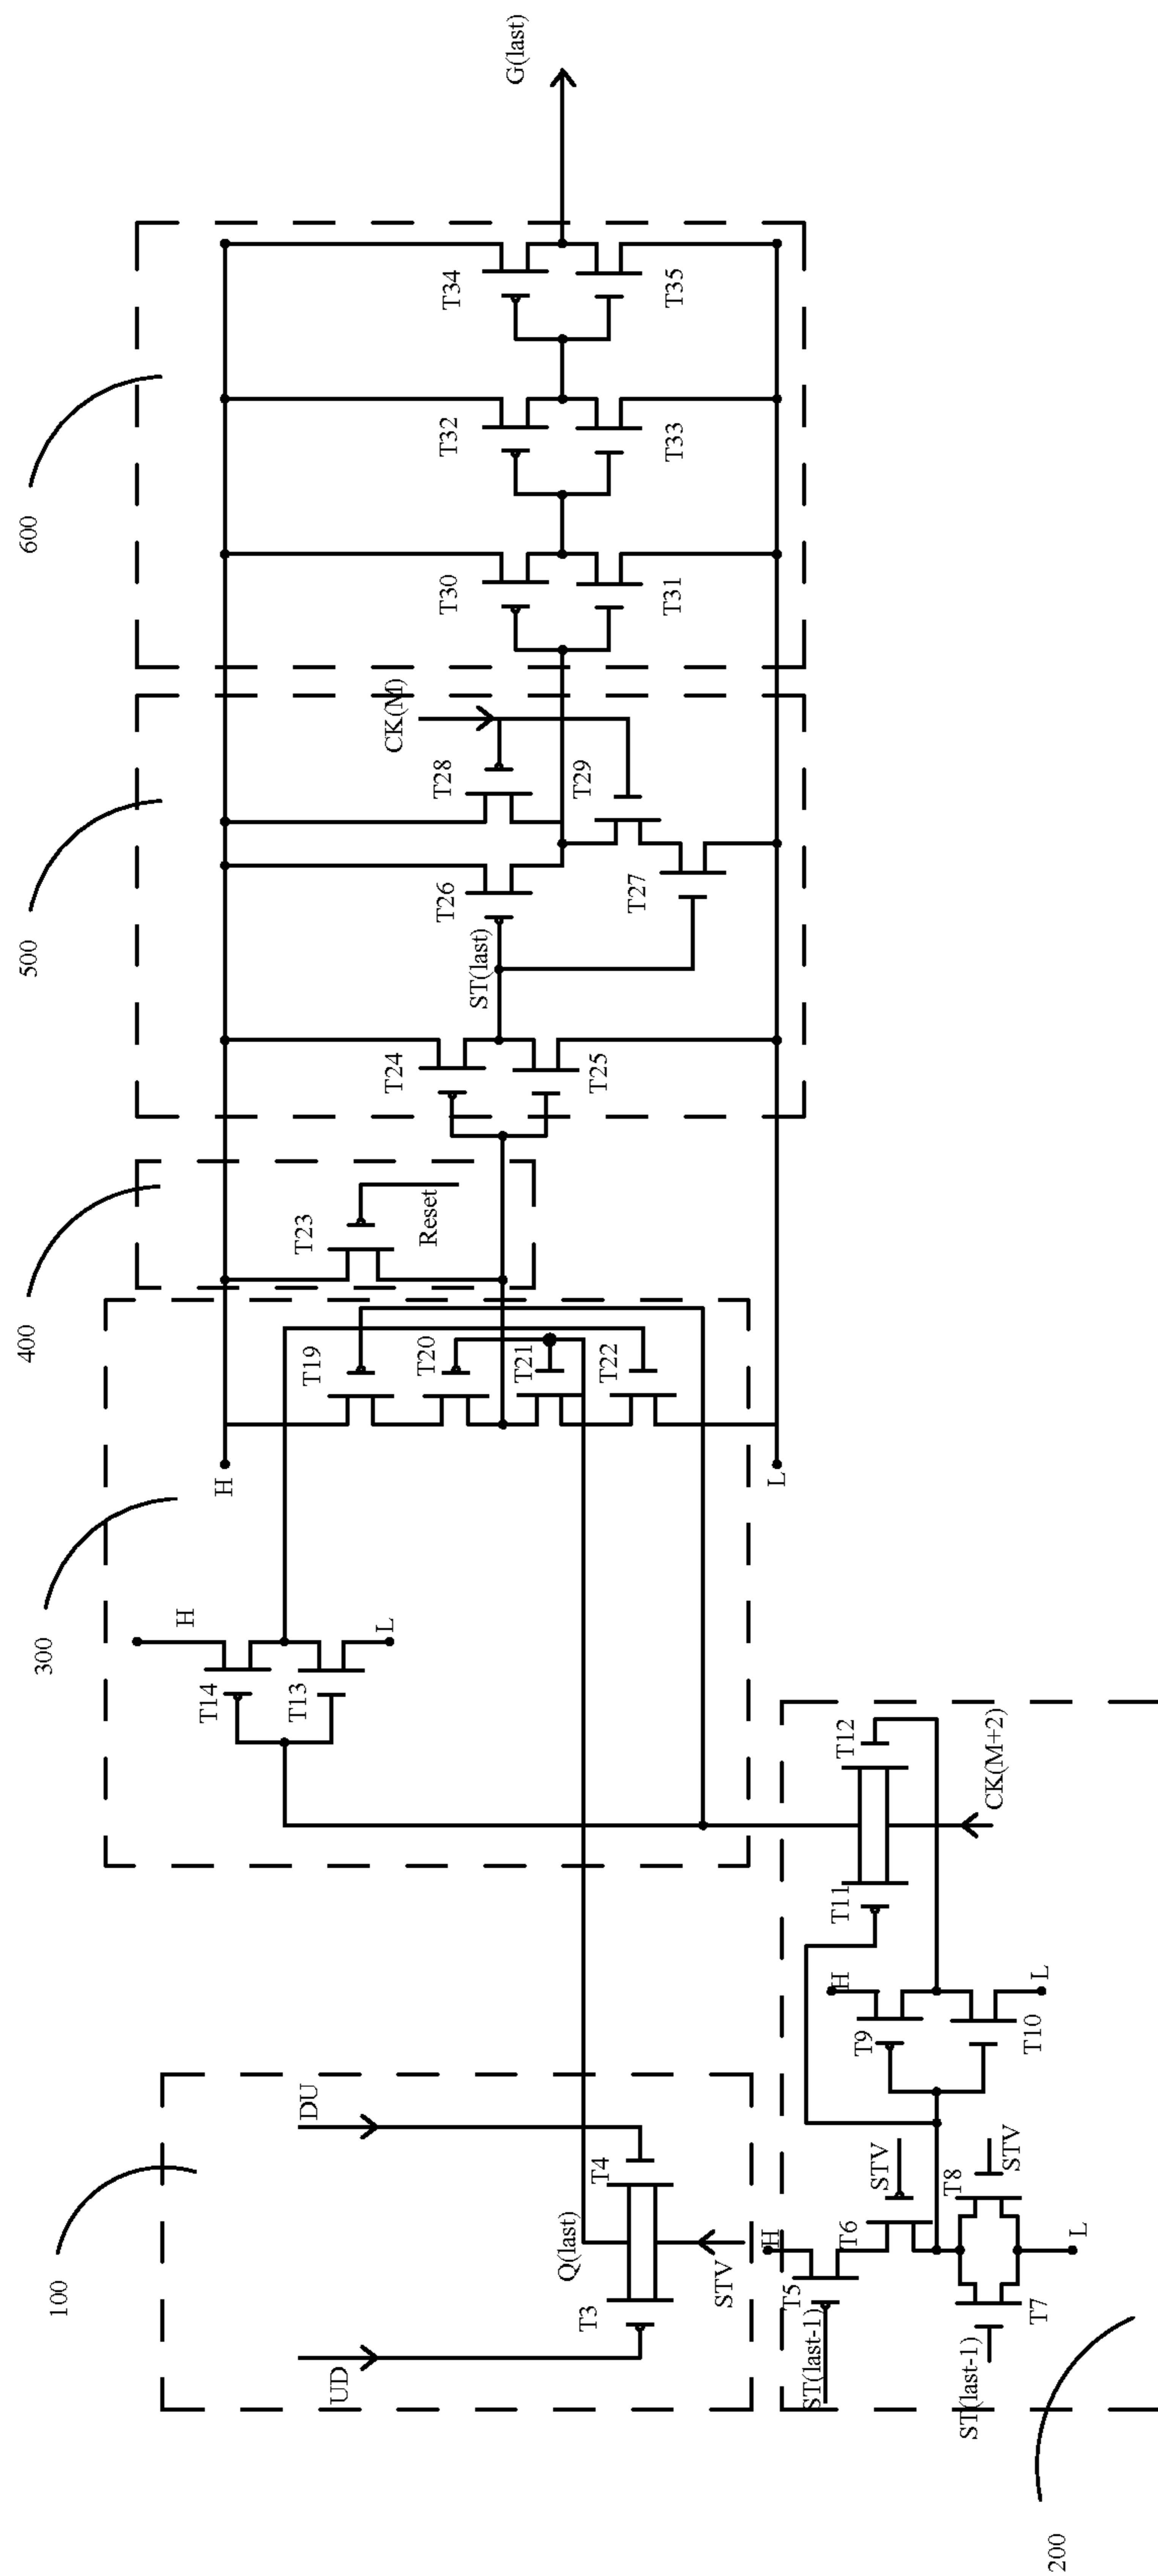 100
UD
DU
T3
T4
Q(last)
STV
200
ST(last-1)
T5
H
T6
STV
ST(last-1)
T7
T8
STV
L
T9
H
T10
L
T11
T12
CK(M+2)
300
T14
H
T13
L
H
L
T19
T20
T21
T22
400
T23
Reset
500
T24
T25
ST(last)
T26
T27
T28
T29
CK(M)
600
T30
T31
T32
T33
T34
T35
G(last)